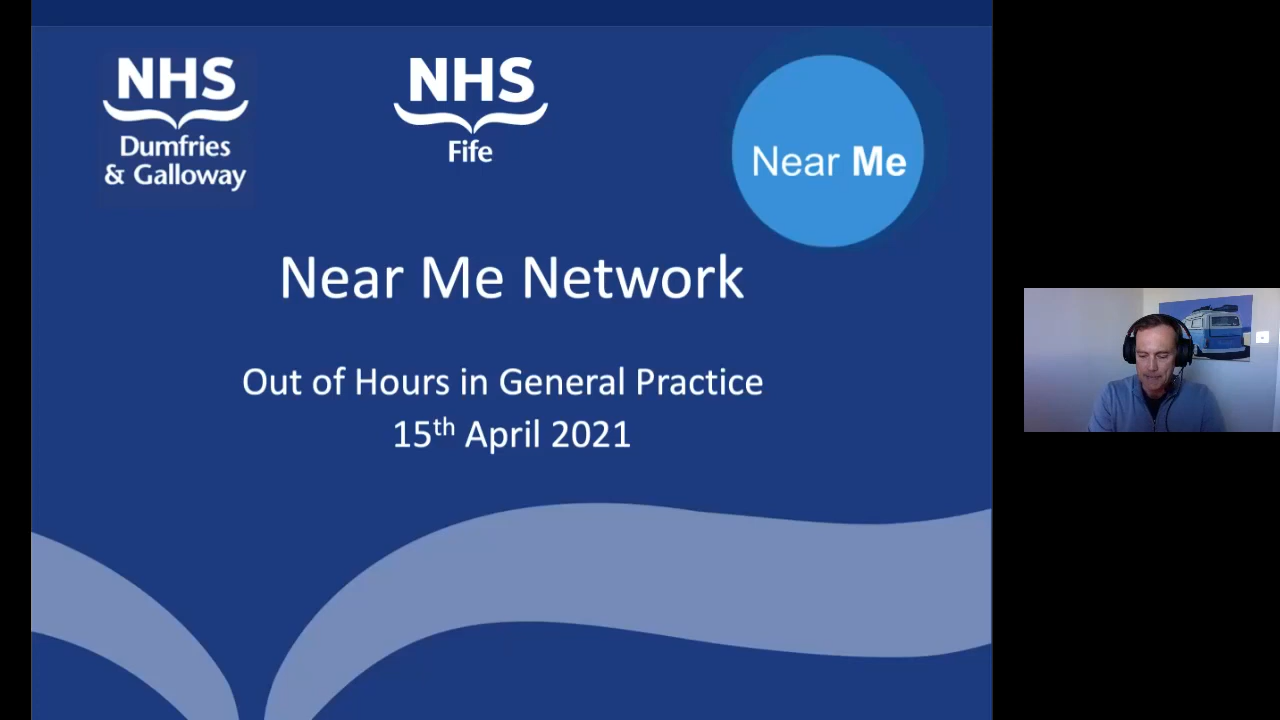 NHS
Dumfries
& Galloway
NHS
Fife
Near Me
Near Me Network
Out of Hours in General Practice
15th April 2021